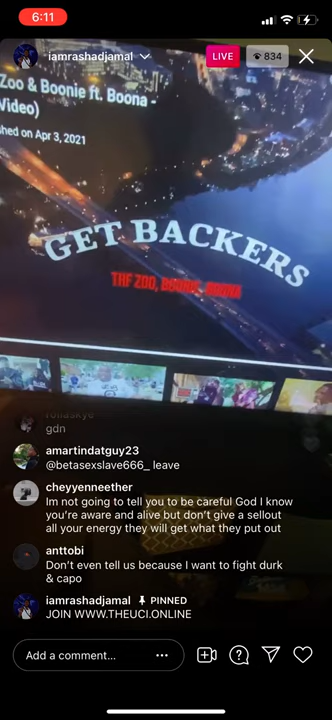 6:11
iamrashadjamal
LIVE
834
Zoo & Boonie ft. Boona -
Video)
hed on Apr 3, 2021
GET BACKERS
THE ZOO, BOONIE, BOONA
gdn
amartindatguy23
@betasexslave666_ leave
cheyyenneether
Im not going to tell you to be careful God I know
you're aware and alive but don't give a sellout
all your energy they will get what they put out
anttobi
Don't even tell us because I want to fight durk
& capo
iamrashadjamal PINNED
JOIN WWW.THEUCI.ONLINE
Add a comment...